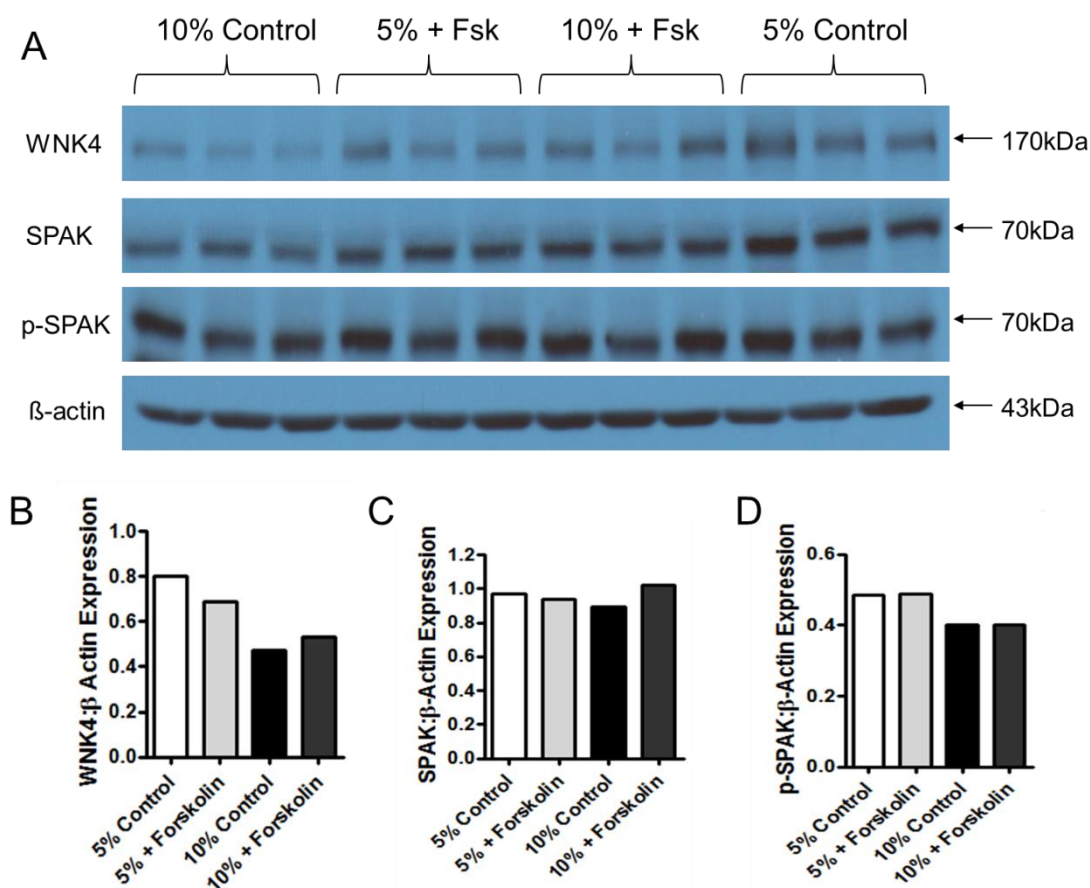 A
10% Control 5% + Fsk 10% + Fsk 5% Control
WNK4 170kDa
SPAK 70kDa
p-SPAK 70kDa
ß-actin 43kDa
B
WNK4:β Actin Expression
1.0
0.8
0.6
0.4
0.2
0.0
5% Control
5% + Forskolin
10% Control
10% + Forskolin
C
SPAK:β-Actin Expression
1.2
1.0
0.8
0.6
0.4
0.2
0.0
5% Control
5% + Forskolin
10% Control
10% + Forskolin
D
p-SPAK:β-Actin Expression
0.6
0.4
0.2
0.0
5% Control
5% + Forskolin
10% Control
10% + Forskolin